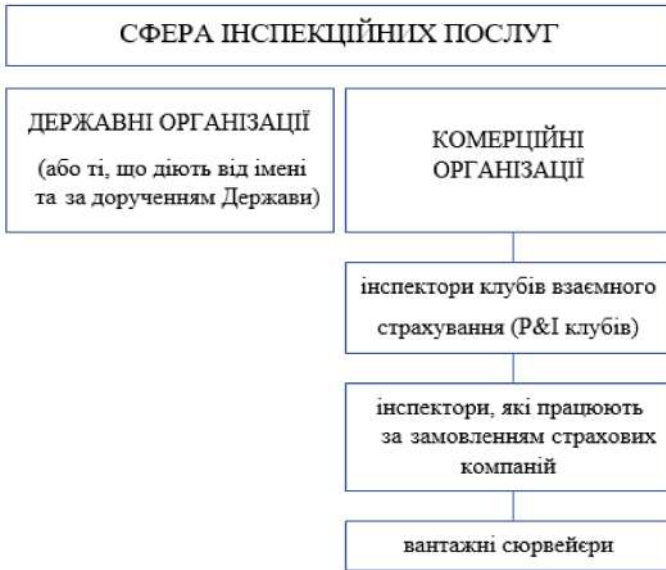 СФЕРА ІНСПЕКЦІЙНИХ ПОСЛУГ
ДЕРЖАВНІ ОРГАНІЗАЦІЇ
(або ті, що діють від імені
та за дорученням Держави)
КОМЕРЦІЙНІ
ОРГАНІЗАЦІЇ
інспектори клубів взаємного
страхування (P&I клубів)
інспектори, які працюють
за замовленням страхових
компаній
вантажні сюрвейєри